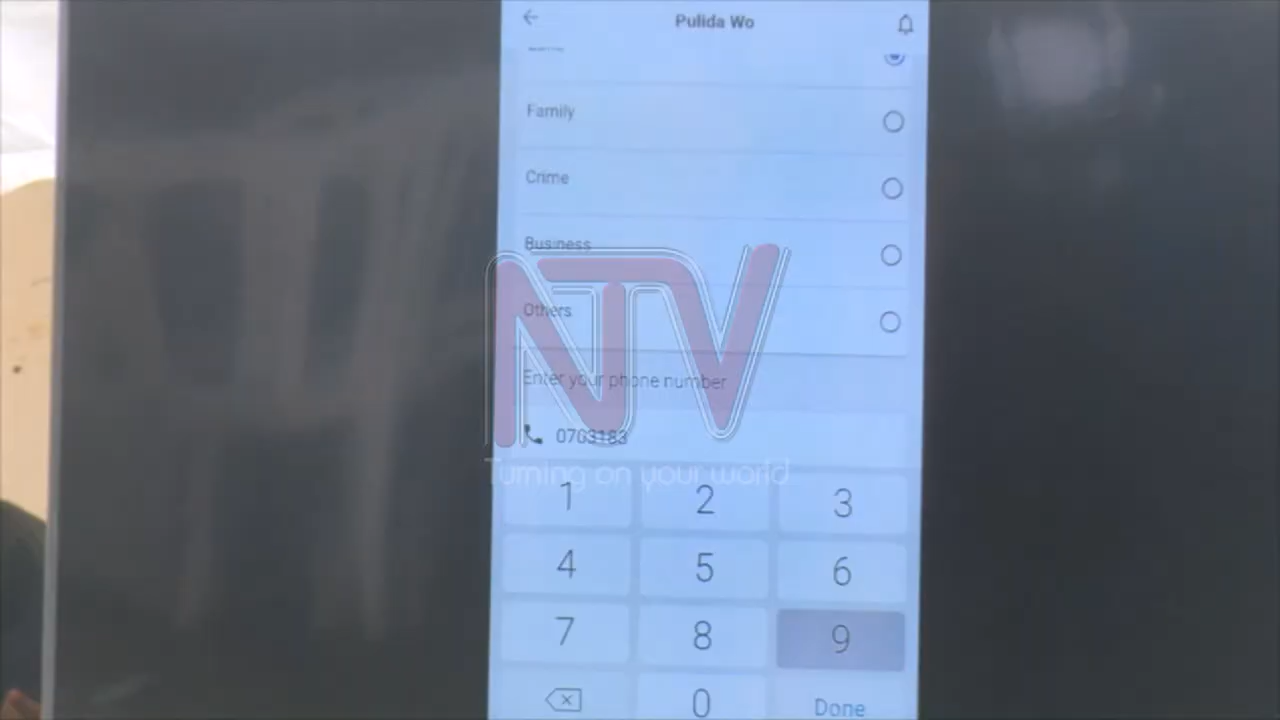 Pulida Wo
Family
Crime
Business
Others
Enter your phone number
0703183
NTV
Turning on your world
1 2 3
4 5 6
7 8 9
0 Done